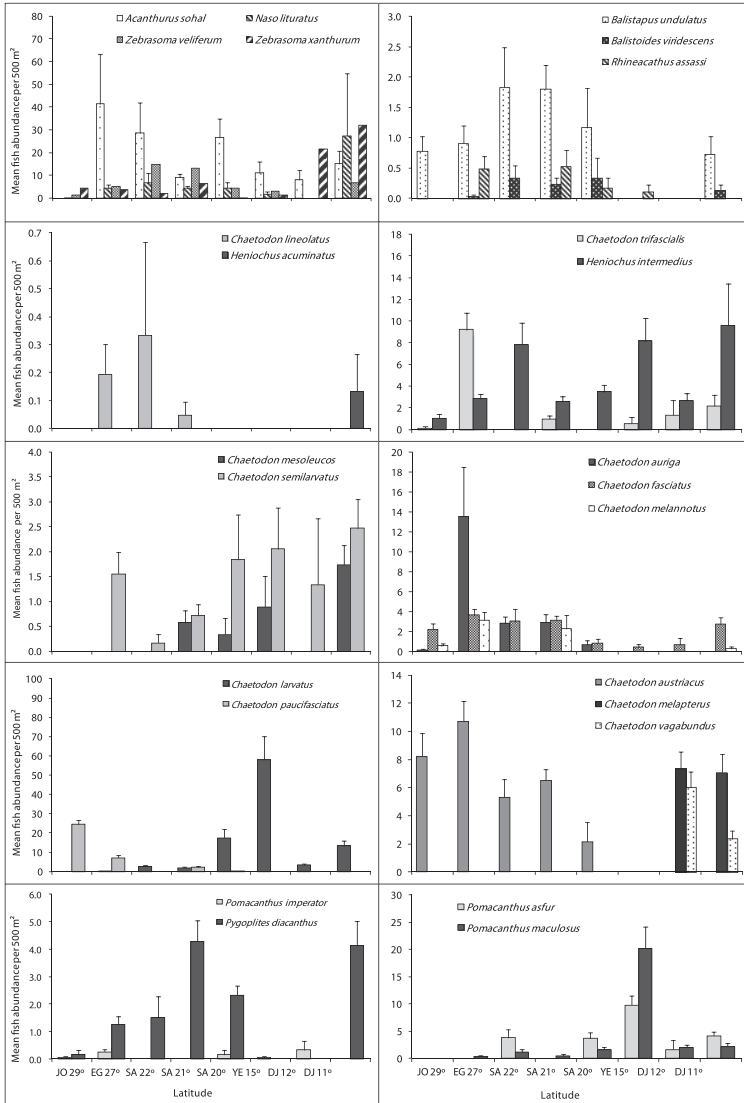 Acanthurus sohal
Naso lituratus
Zebrasoma veliferum
Zebrasoma xanthurum
Mean fish abundance per 500 m²
80
70
60
50
40
30
20
10
0
Balistapus undulatus
Balistoides viridescens
Rhineacathus assassi
3.0
2.5
2.0
1.5
1.0
0.5
0.0
Chaetodon lineolatus
Heniochus acuminatus
Mean fish abundance per 500 m²
0.7
0.6
0.5
0.4
0.3
0.2
0.1
0.0
Chaetodon trifascialis
Heniochus intermedius
18
16
14
12
10
8
6
4
2
0
Chaetodon mesoleucos
Chaetodon semilarvatus
Mean fish abundance per 500 m²
4.0
3.5
3.0
2.5
2.0
1.5
1.0
0.5
0.0
Chaetodon auriga
Chaetodon fasciatus
Chaetodon melannotus
20
18
16
14
12
10
8
6
4
2
0
Chaetodon larvatus
Chaetodon paucifasciatus
Mean fish abundance per 500 m²
100
90
80
70
60
50
40
30
20
10
0
Chaetodon austriacus
Chaetodon melapterus
Chaetodon vagabundus
14
12
10
8
6
4
2
0
Pomacanthus imperator
Pygoplites diacanthus
Mean fish abundance per 500 m²
6.0
5.0
4.0
3.0
2.0
1.0
0.0
JO 29° EG 27° SA 22° SA 21° SA 20° YE 15° DJ 12° DJ 11°
Latitude
Pomacanthus asfur
Pomacanthus maculosus
30
25
20
15
10
5
0
JO 29° EG 27° SA 22° SA 21° SA 20° YE 15° DJ 12° DJ 11°
Latitude